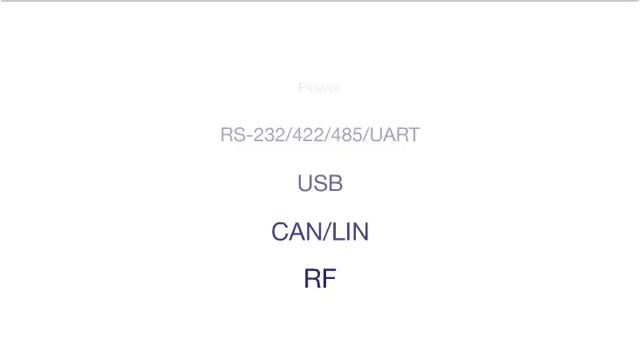 Power
RS-232/422/485/UART
USB
CAN/LIN
RF